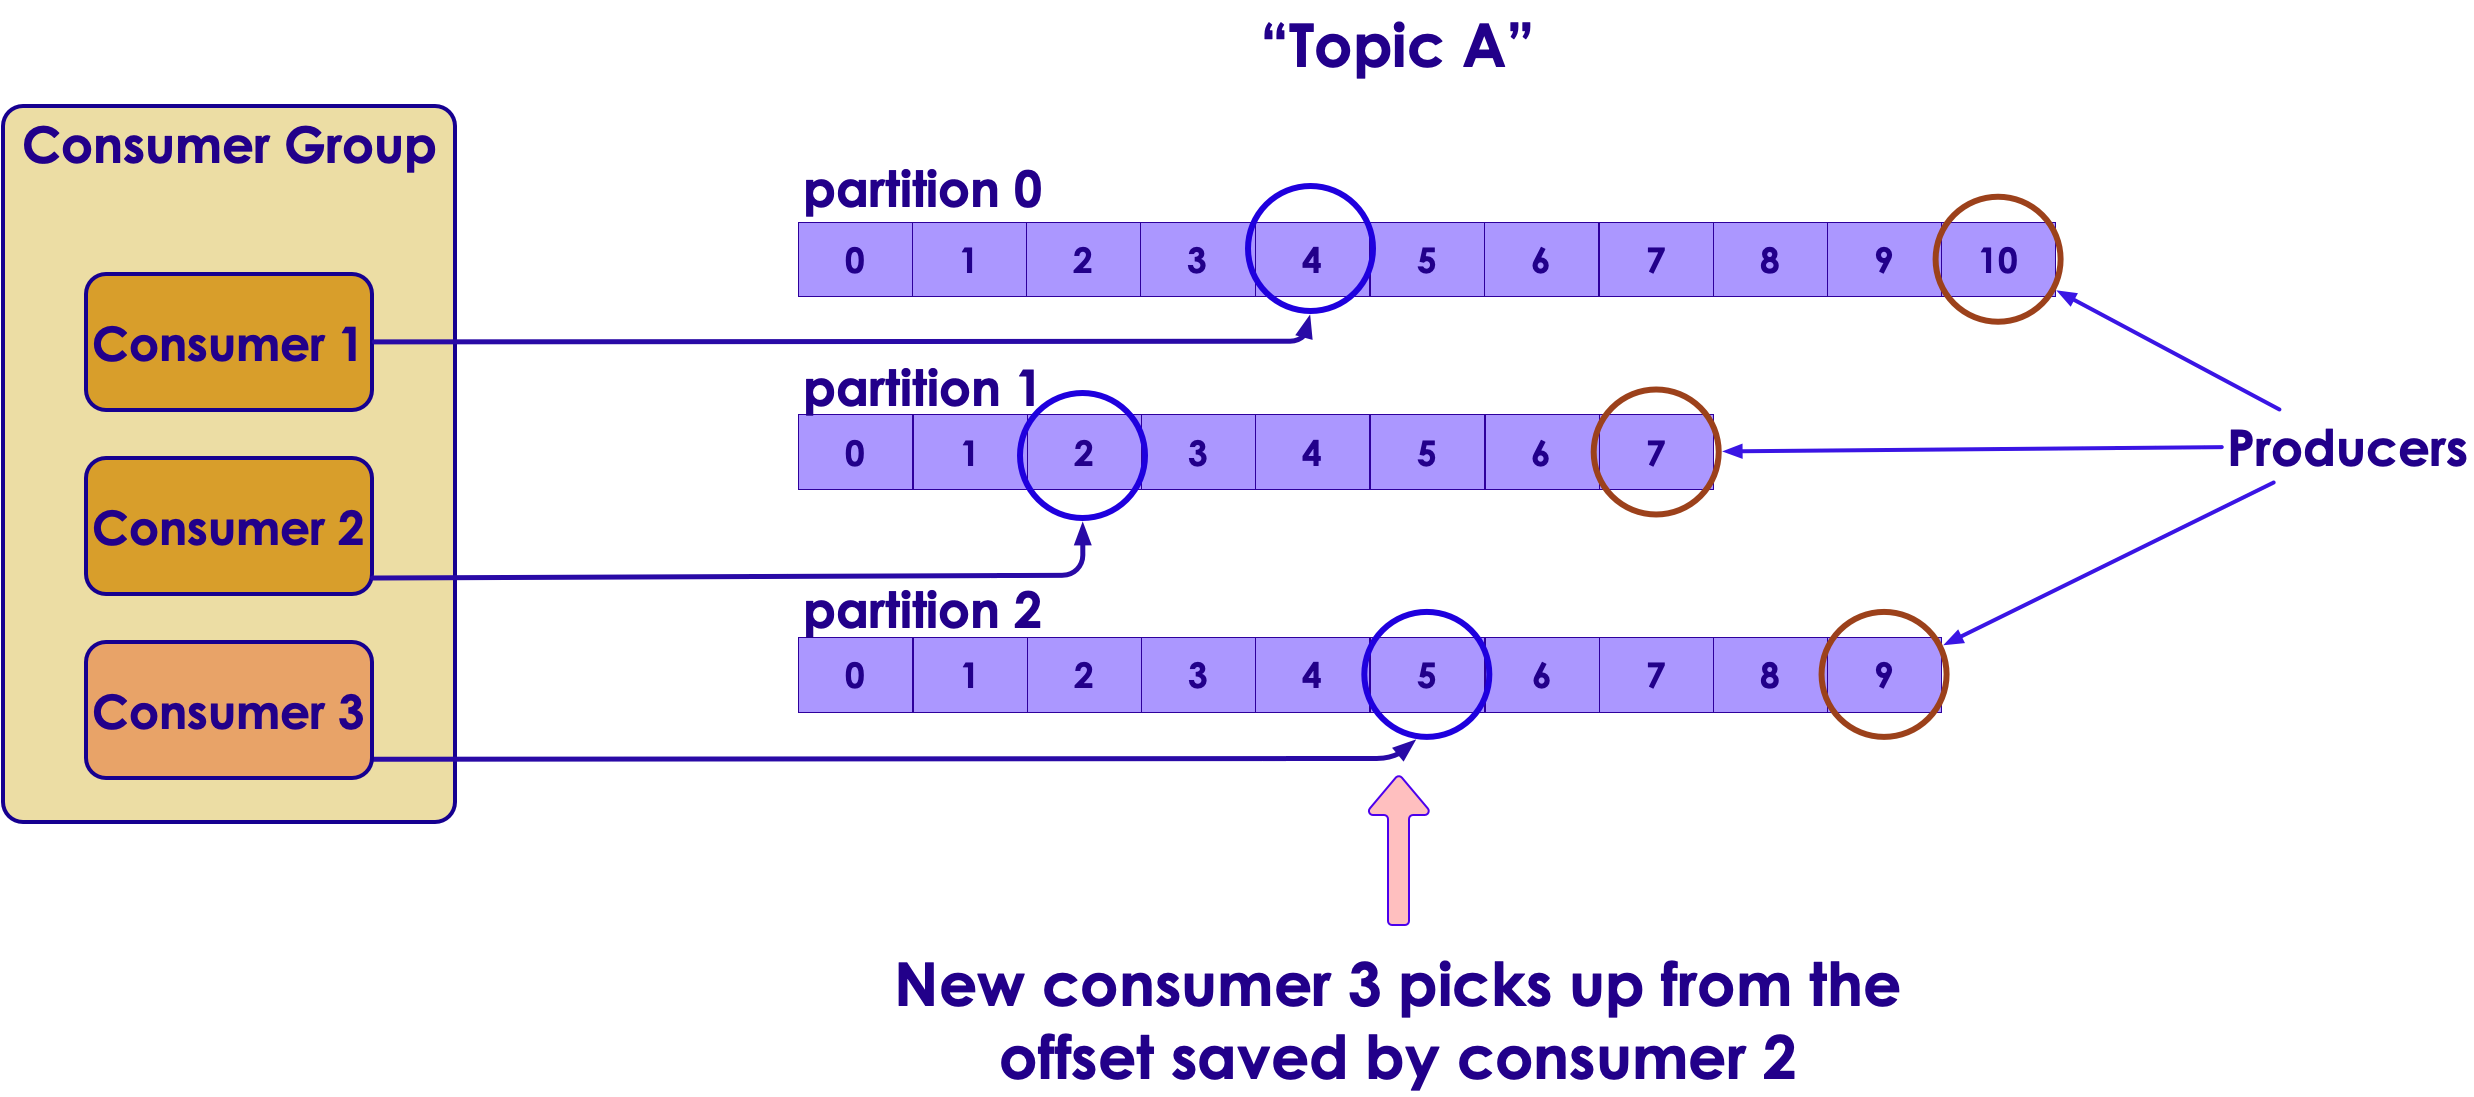 “Topic A”
Consumer Group
Consumer 1
Consumer 2
Consumer 3
partition 0
0 1 2 3 4 5 6 7 8 9 10
partition 1
0 1 2 3 4 5 6 7
partition 2
0 1 2 3 4 5 6 7 8 9
Producers
New consumer 3 picks up from the
offset saved by consumer 2